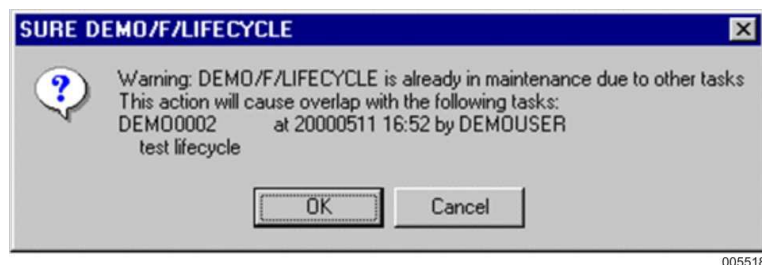 SURE DEMO/F/LIFECYCLE
Warning: DEMO/F/LIFECYCLE is already in maintenance due to other tasks
This action will cause overlap with the following tasks:
DEMO0002 at 20000511 16:52 by DEMOUSER
test lifecycle
OK Cancel
005518